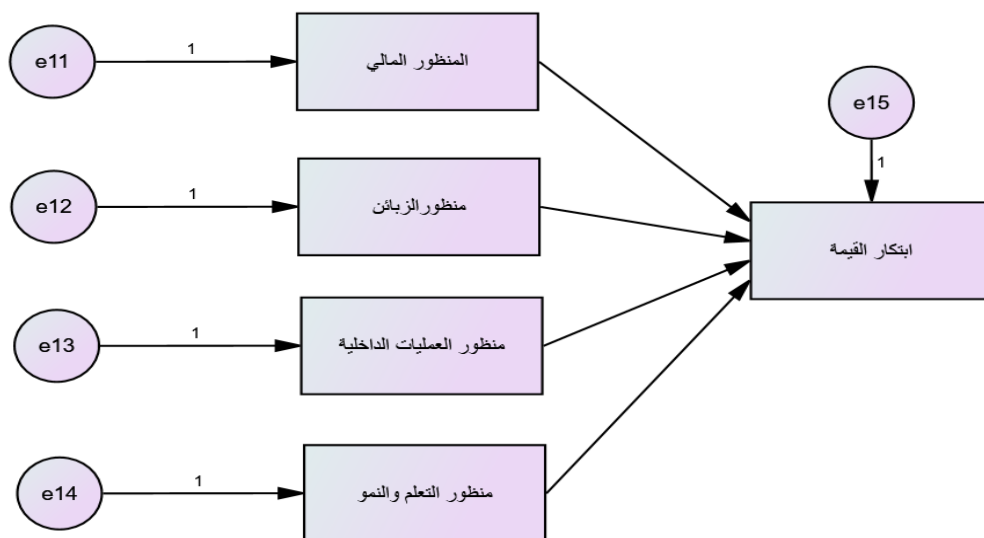 e11
1
المنظور المالي
e15
1
e12
1
منظورالزبائن
ابتكار القيمة
e13
1
منظور العمليات الداخلية
e14
1
منظور التعلم والنمو